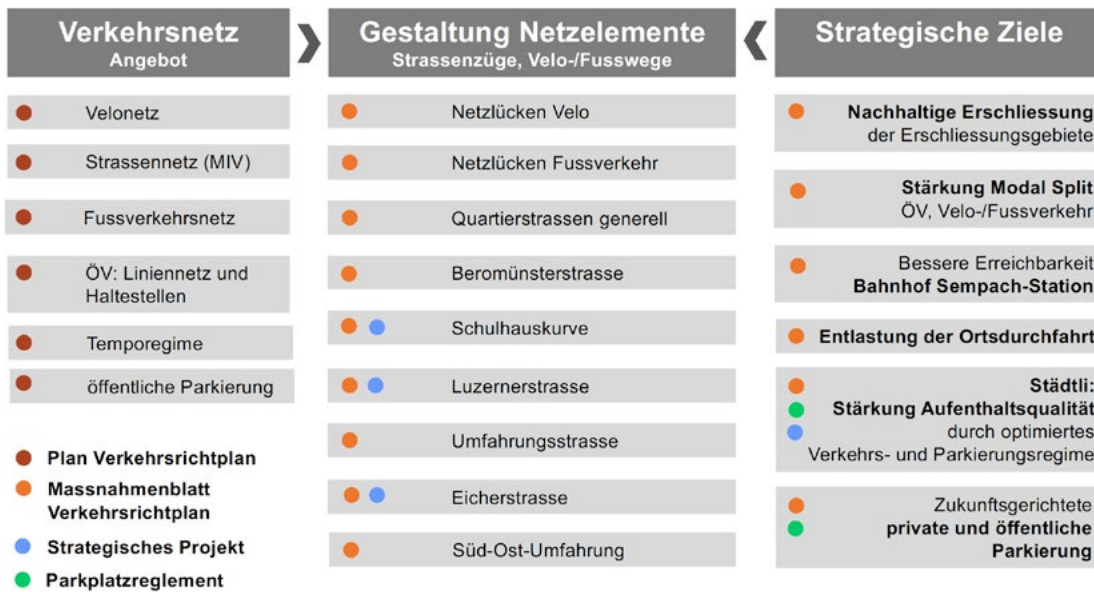 Verkehrsnetz
Angebot
Velonetz
Strassennetz (MIV)
Fussverkehrsnetz
ÖV: Liniennetz und
Haltestellen
Temporegime
öffentliche Parkierung
Plan Verkehrsrichtplan
Massnahmenblatt
Verkehrsrichtplan
Strategisches Projekt
Parkplatzreglement
Gestaltung Netzelemente
Strassenzüge, Velo-/Fusswege
Netzlücken Velo
Netzlücken Fussverkehr
Quartierstrassen generell
Beromünsterstrasse
Schulhauskurve
Luzernerstrasse
Umfahrungsstrasse
Eicherstrasse
Süd-Ost-Umfahrung
Strategische Ziele
Nachhaltige Erschliessung
der Erschliessungsgebiete
Stärkung Modal Split
ÖV, Velo-/Fussverkehr
Bessere Erreichbarkeit
Bahnhof Sempach-Station
Entlastung der Ortsdurchfahrt
Städtli:
Stärkung Aufenthaltsqualität
durch optimiertes
Verkehrs- und Parkierungsregime
Zukunftsgerichtete
private und öffentliche
Parkierung